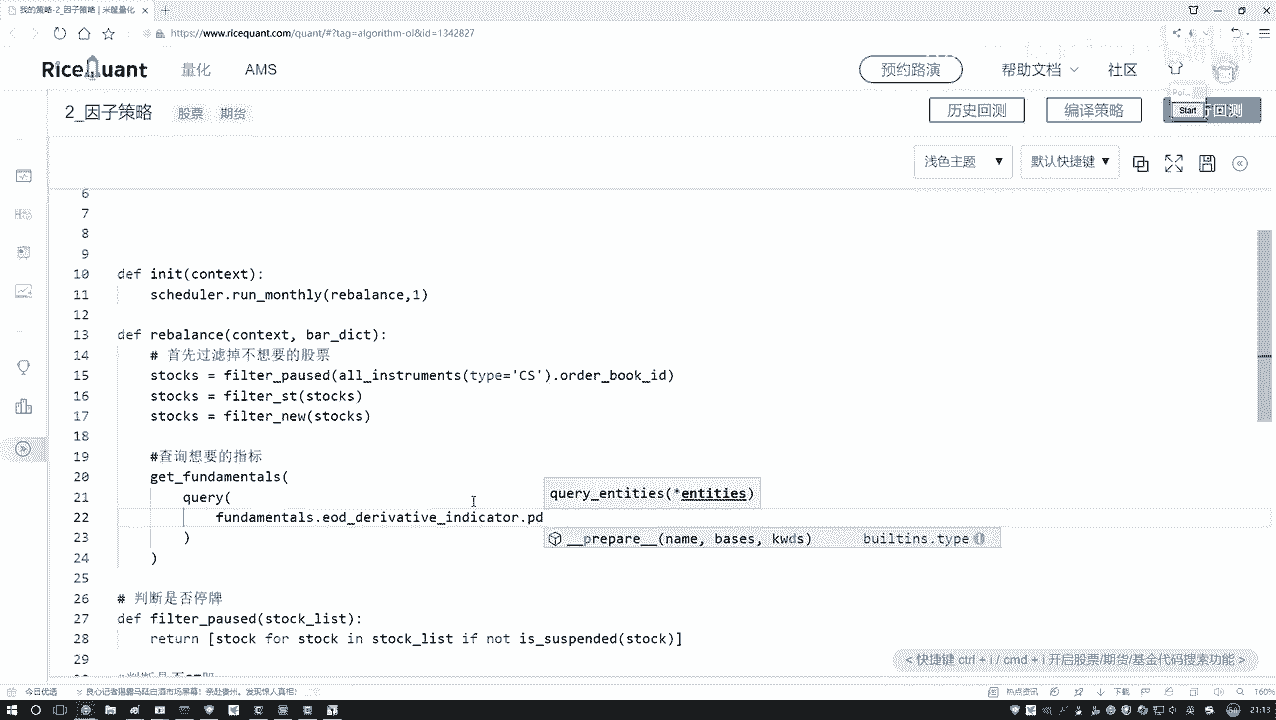 我的策略-2_因子策略 | 米筐量化
https://www.ricequant.com/quant/#?tag=algorithm-ol&id=1342827
RiceQuant 量化 AMS 预约路演 帮助文档 社区
2_因子策略 股票 期货 历史回测 编译策略 Start 回测
浅色主题 ▼ 默认快捷键 ▼
6
7
8
9
10 def init(context):
11 scheduler.run_monthly(rebalance,1)
12
13 def rebalance(context, bar_dict):
14 # 首先过滤掉不想要的股票
15 stocks = filter_paused(all_instruments(type='CS').order_book_id)
16 stocks = filter_st(stocks)
17 stocks = filter_new(stocks)
18
19 #查询想要的指标
20 get_fundamentals(
21 query(
query_entities(*entities)
22 fundamentals.eod_derivative_indicator.pd
23 )
__prepare__(name, bases, kwds) builtins.type
24 )
25
26 # 判断是否停牌
27 def filter_paused(stock_list):
28 return [stock for stock in stock_list if not is_suspended(stock)]
29
< 快捷键 ctrl + i / cmd + i 开启股票/期货/基金代码搜索功能 >
今日优选 热点资讯 下载 160%
21:13